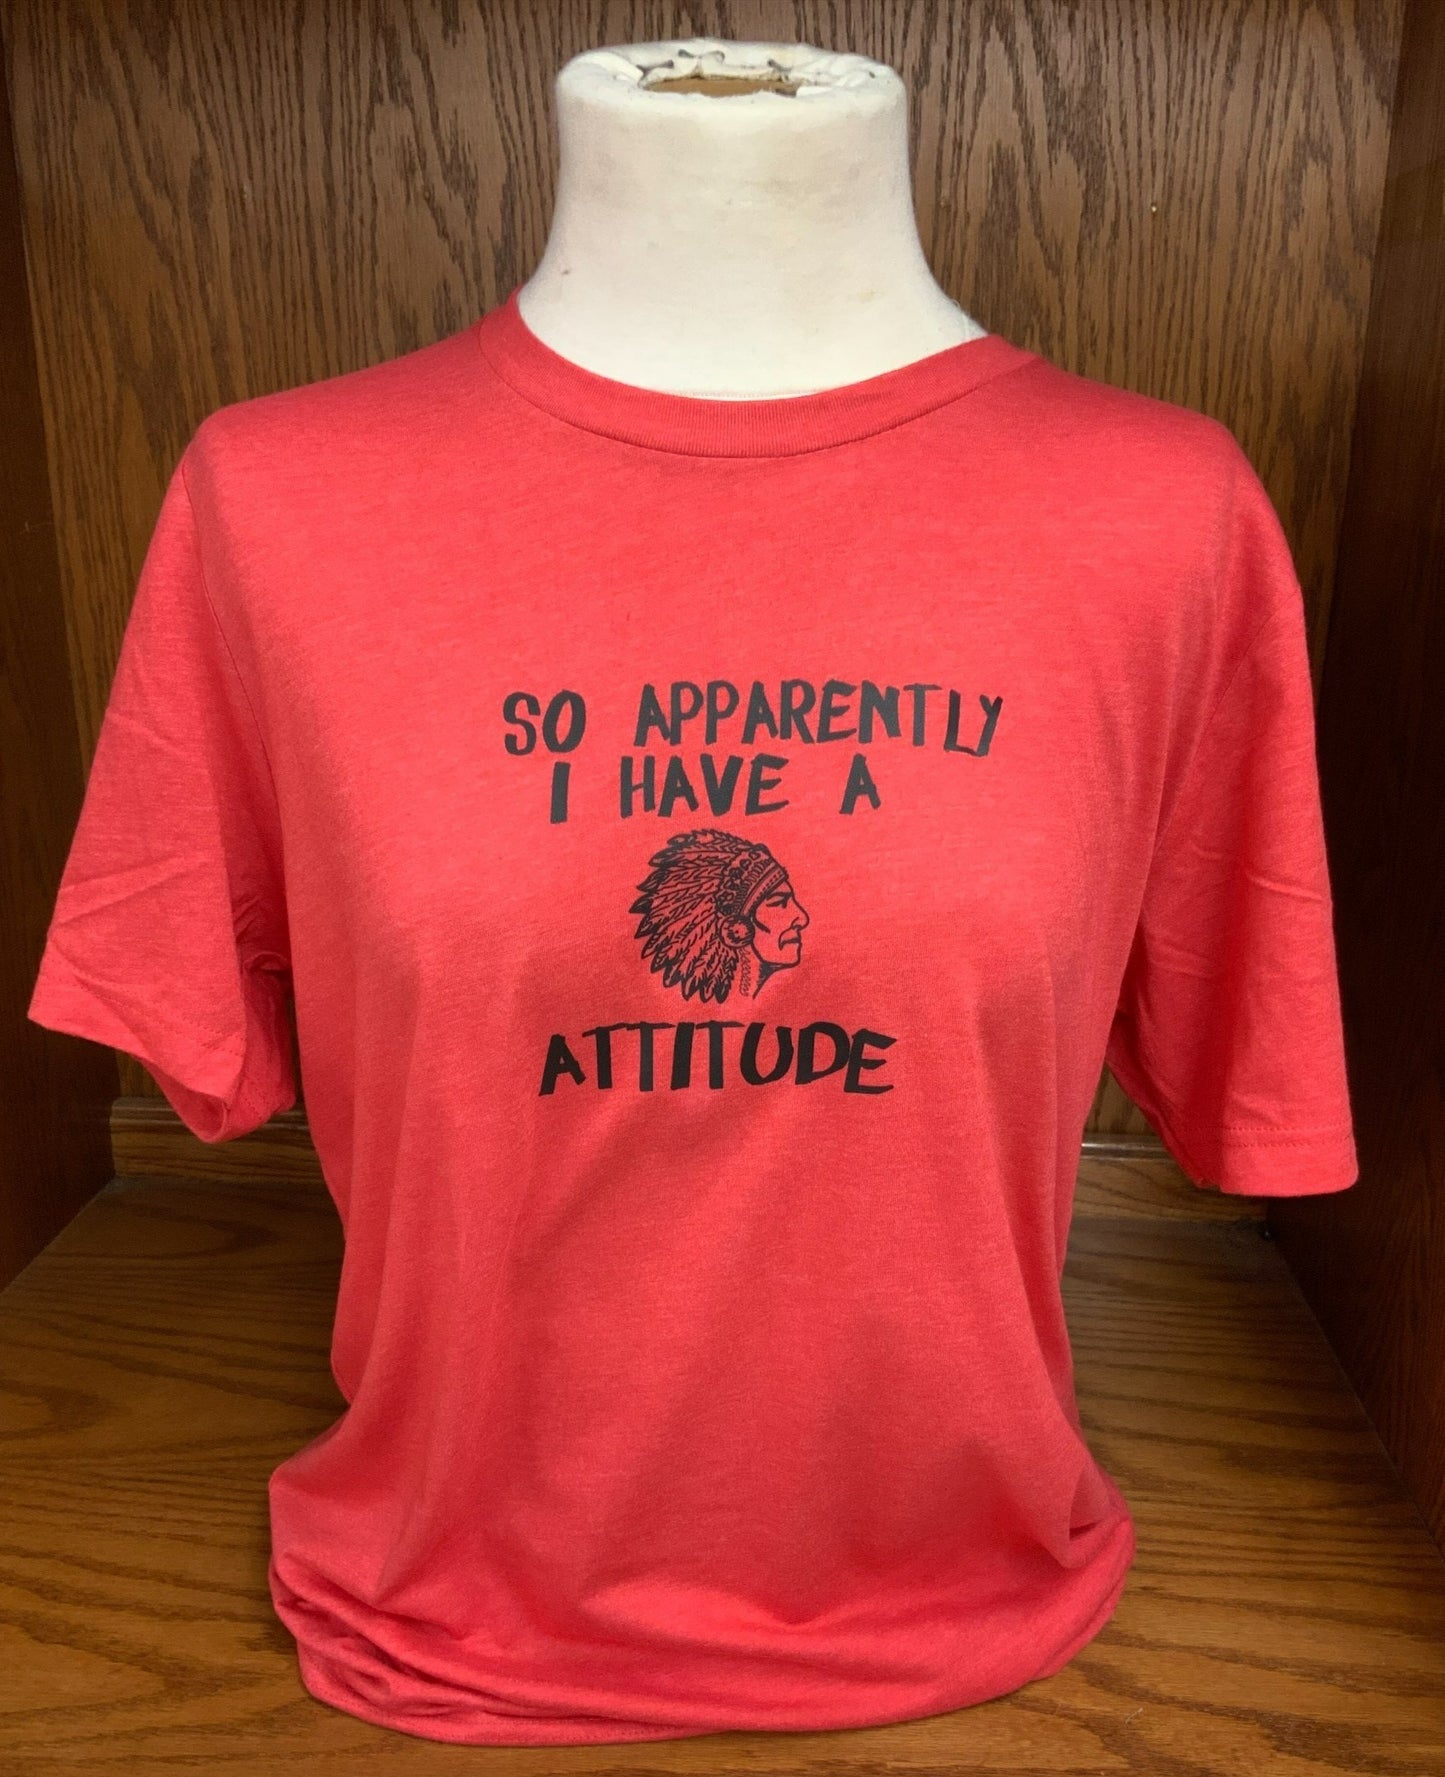 SO APPARENTLY
I HAVE A
ATTITUDE